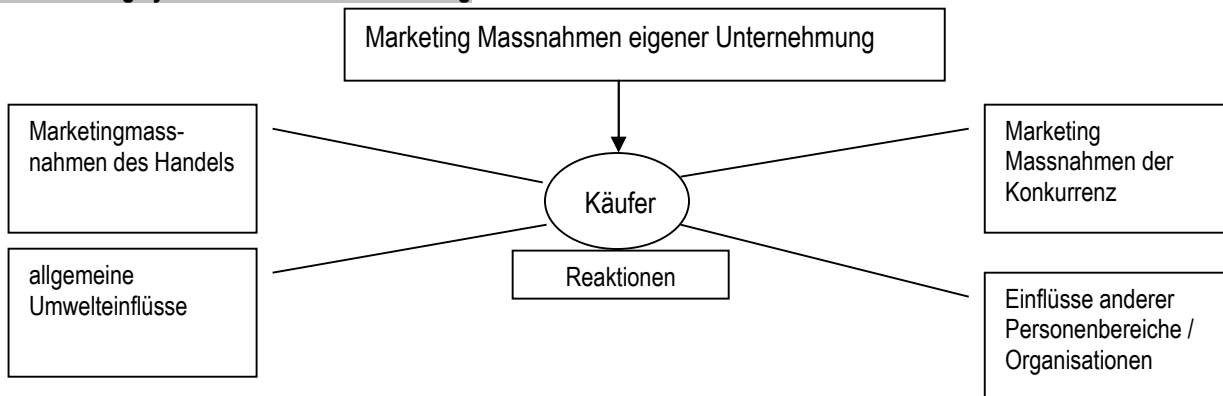 Marketing Massnahmen eigener Unternehmung
Marketingmass-
nahmen des Handels
Marketing
Massnahmen der
Konkurrenz
Käufer
allgemeine
Umwelteinflüsse
Reaktionen
Einflüsse anderer
Personenbereiche /
Organisationen